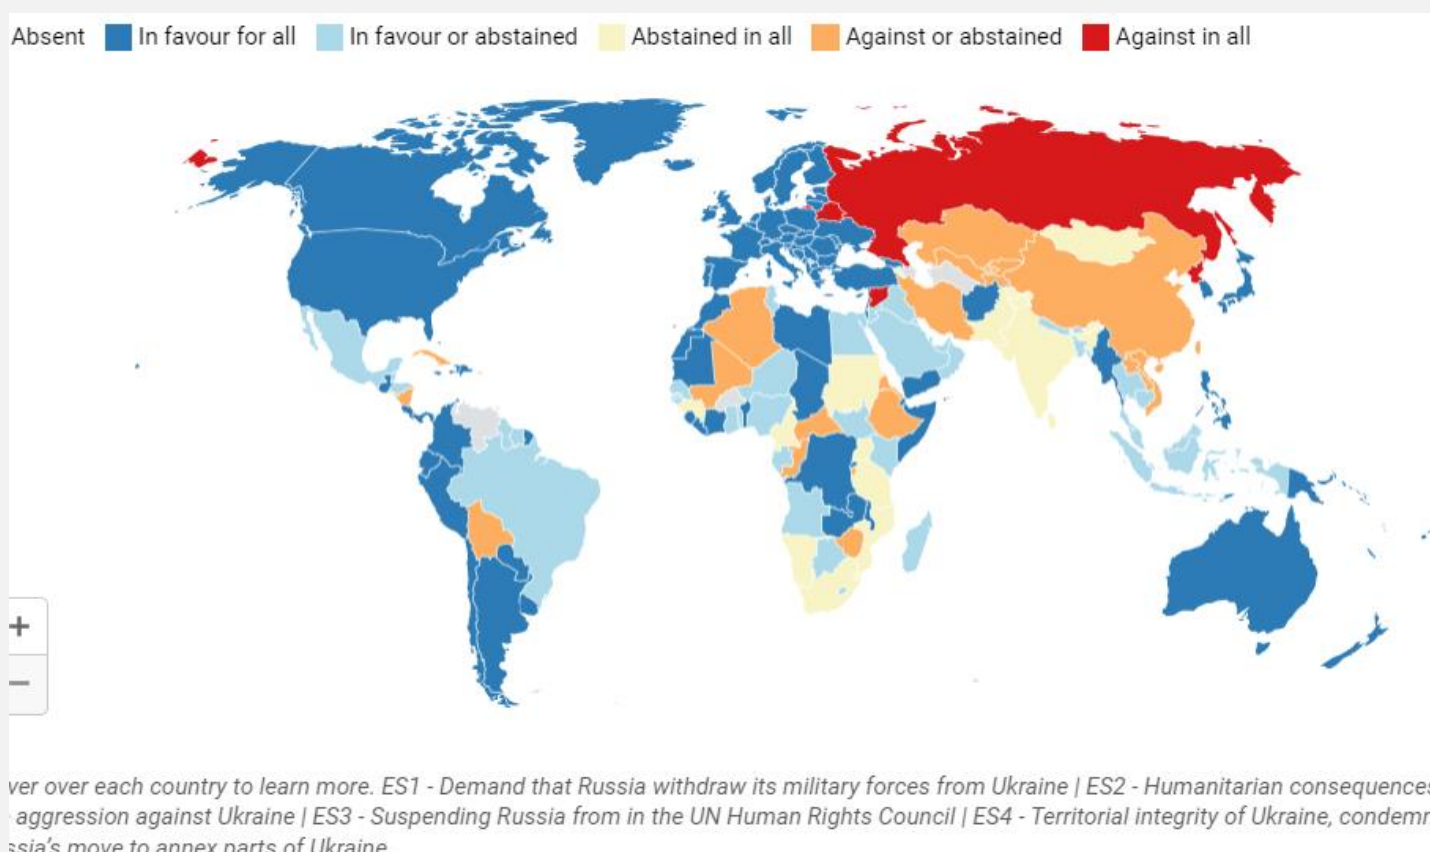 Absent In favour for all In favour or abstained Abstained in all Against or abstained Against in all
+
−
ver over each country to learn more. ES1 - Demand that Russia withdraw its military forces from Ukraine | ES2 - Humanitarian consequences
aggression against Ukraine | ES3 - Suspending Russia from in the UN Human Rights Council | ES4 - Territorial integrity of Ukraine, condemn
ssia's move to annex parts of Ukraine